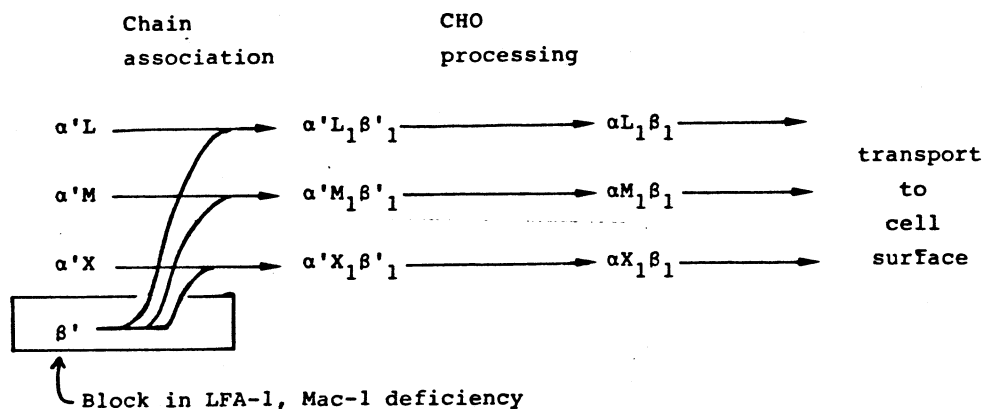 Chain association
CHO processing
α'L α'L₁β'₁ αL₁β₁
α'M α'M₁β'₁ αM₁β₁
α'X α'X₁β'₁ αX₁β₁
transport
to
cell
surface
β'
Block in LFA-1, Mac-1 deficiency